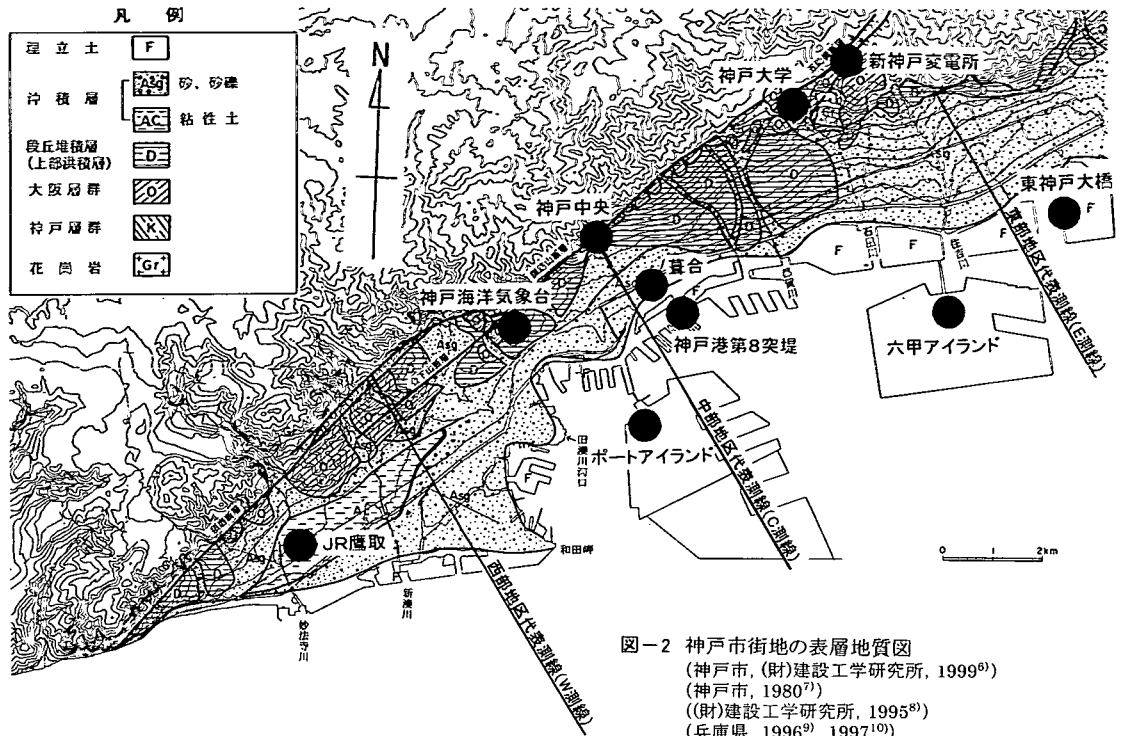 凡 例
埋立土 F
沖積層
Asg 砂、砂礫
AC 粘性土
段丘堆積層
(上部洪積層) D
大阪層群 O
神戸層群 K
花崗岩 Gr
N
新神戸変電所
神戸大学
東神戸大橋
F
神戸中央
葺合
神戸海洋気象台
神戸港第8突堤
六甲アイランド
ポートアイランド
JR鷹取
和田岬
旧湊川河口
新湊川
妙法寺川
石屋川
住吉川
F
F
F
F
D
D
D
D
D
Asg
Asg
Asg
東部地区代表測線(E測線)
中部地区代表測線(C測線)
西部地区代表測線(W測線)
0 1 2km
図-2 神戸市街地の表層地質図
(神戸市, (財)建設工学研究所, 1999⁶⁾)
(神戸市, 1980⁷⁾)
((財)建設工学研究所, 1995⁸⁾)
(兵庫県, 1996⁹⁾, 1997¹⁰⁾)